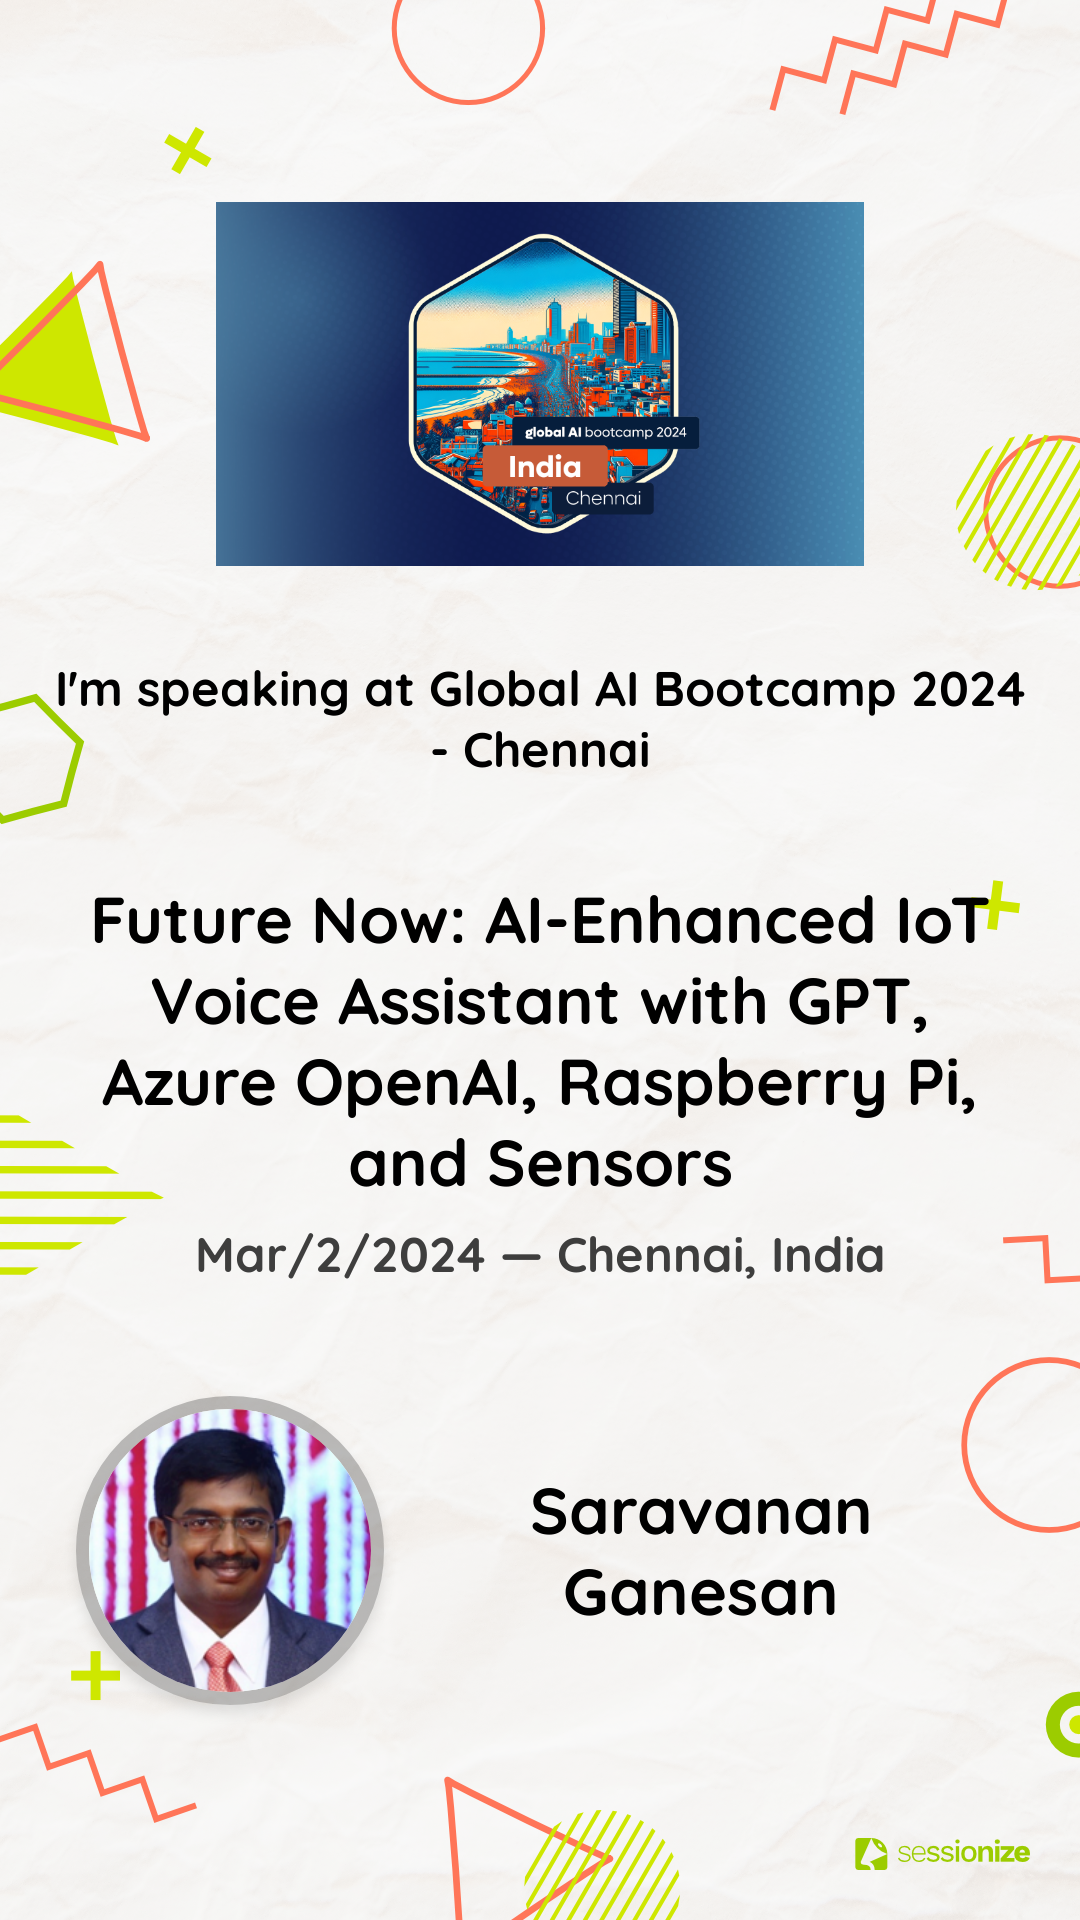 global AI bootcamp 2024
India
Chennai
I'm speaking at Global AI Bootcamp 2024
- Chennai
Future Now: AI-Enhanced IoT
Voice Assistant with GPT,
Azure OpenAI, Raspberry Pi,
and Sensors
Mar/2/2024 — Chennai, India
Saravanan
Ganesan
sessionize